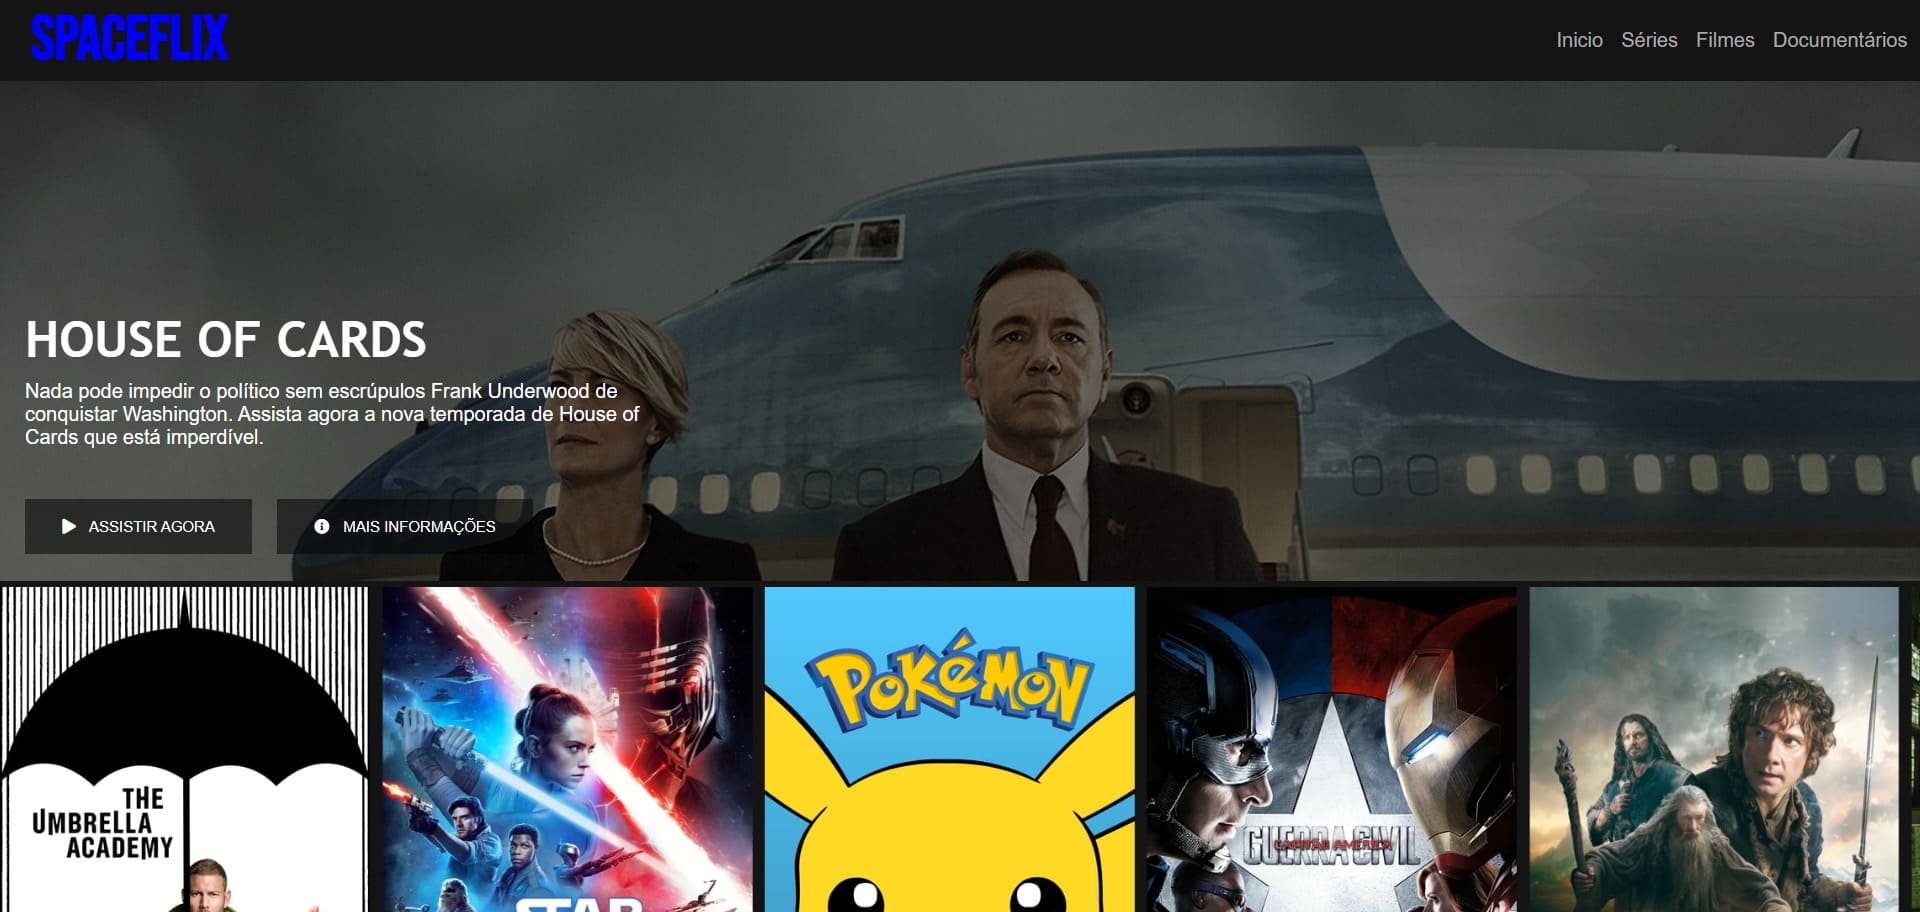 SPACEFLIX
Inicio Séries Filmes Documentários
HOUSE OF CARDS
Nada pode impedir o político sem escrúpulos Frank Underwood de
conquistar Washington. Assista agora a nova temporada de House of
Cards que está imperdível.
ASSISTIR AGORA
MAIS INFORMAÇÕES
THE
UMBRELLA
ACADEMY
STAR
POKÉMON
GUERRA CIVIL
CAPITÃO AMÉRICA